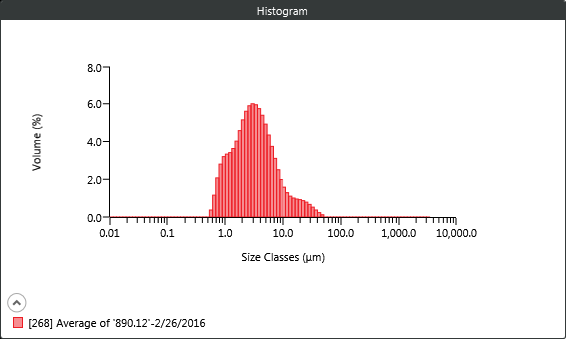 Histogram
8.0
6.0
4.0
2.0
0.0
Volume (%)
0.01 0.1 1.0 10.0 100.0 1,000.0 10,000.0
Size Classes (µm)
[268] Average of '890.12'-2/26/2016